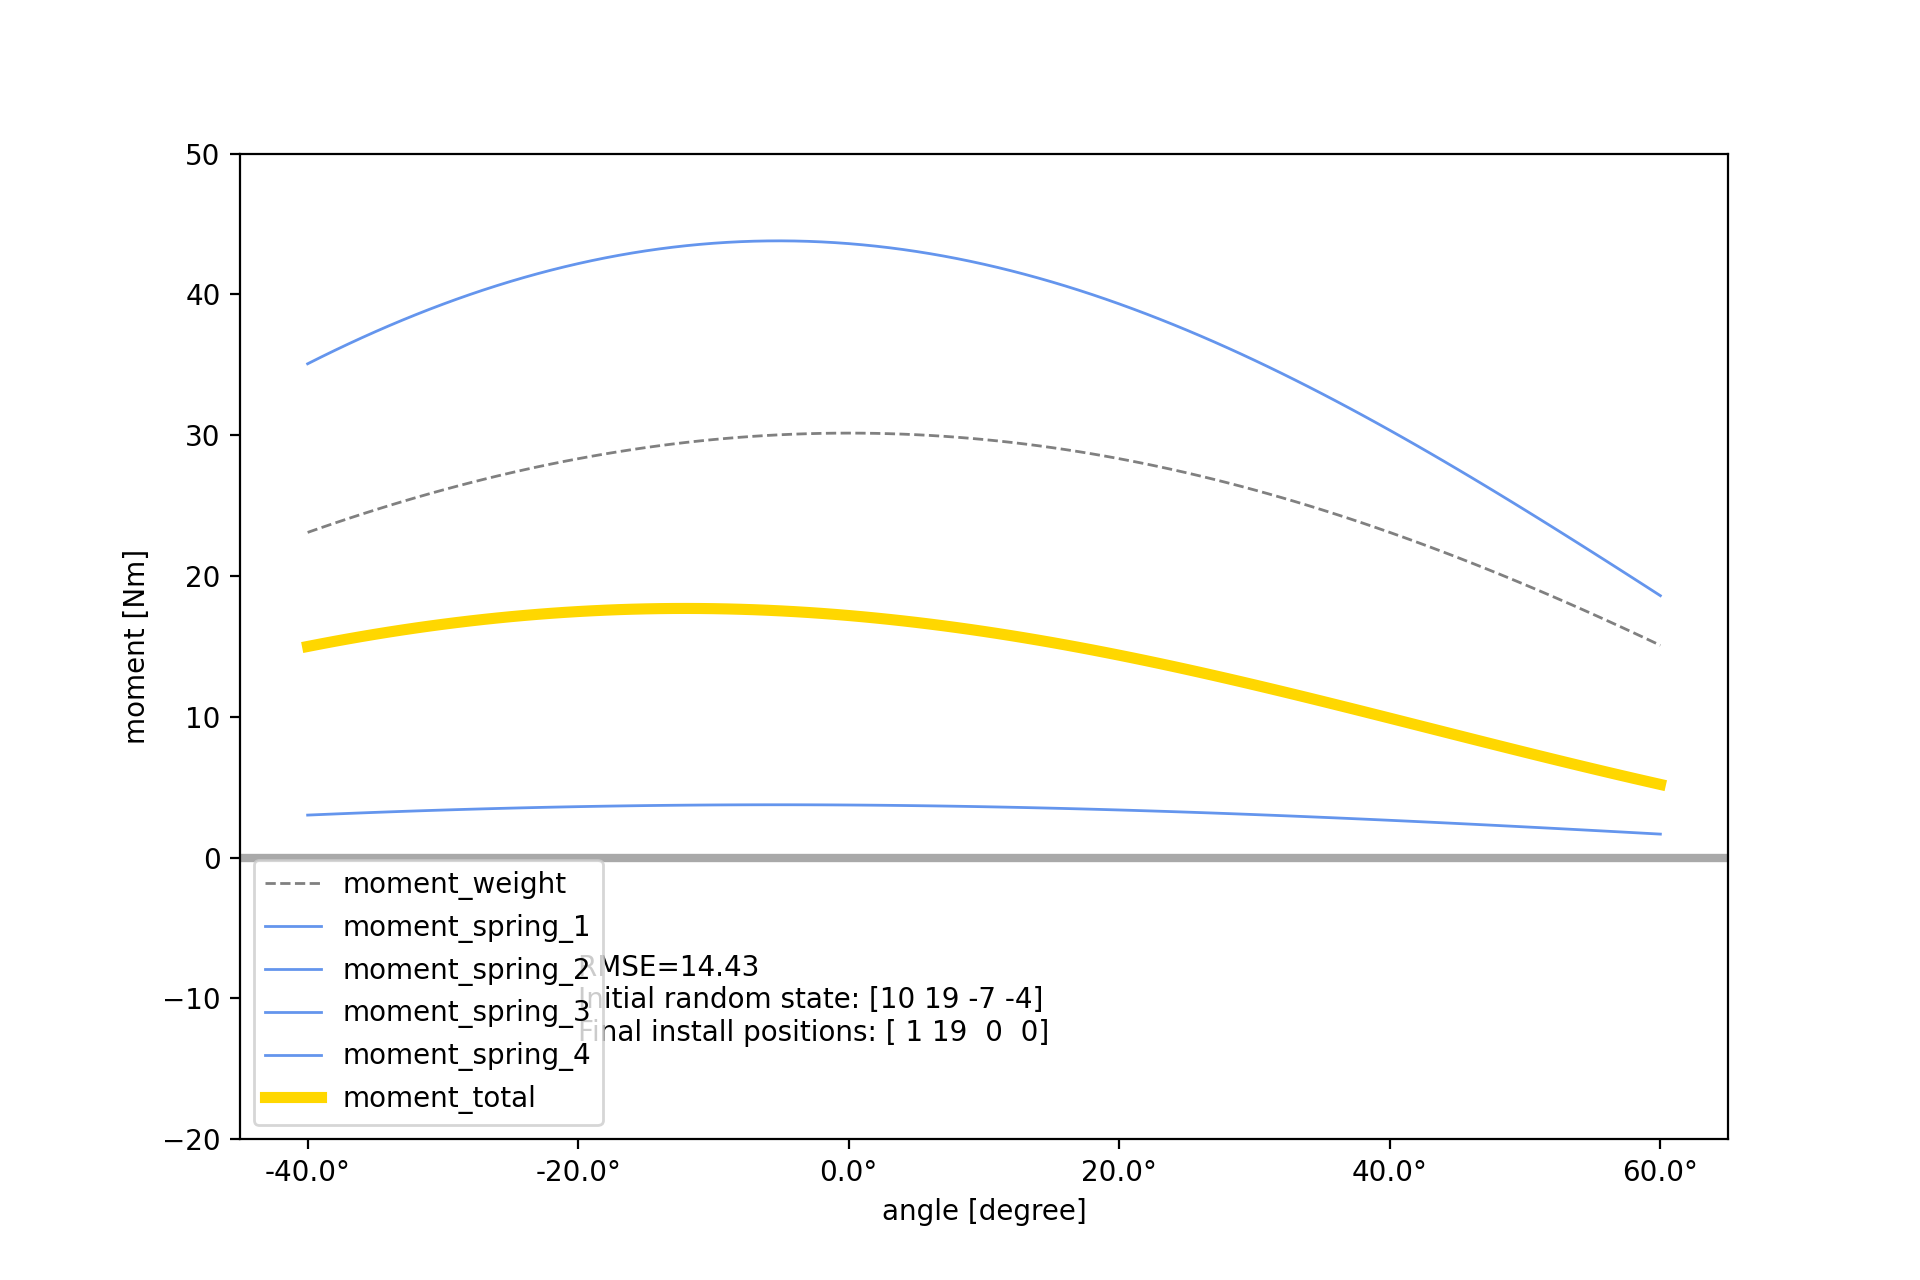 50
40
30
20
10
0
−10
−20
moment [Nm]
moment_weight
moment_spring_1
moment_spring_2
moment_spring_3
moment_spring_4
moment_total
RMSE=14.43
Initial random state: [10 19 -7 -4]
Final install positions: [ 1 19  0  0]
-40.0° -20.0° 0.0° 20.0° 40.0° 60.0°
angle [degree]